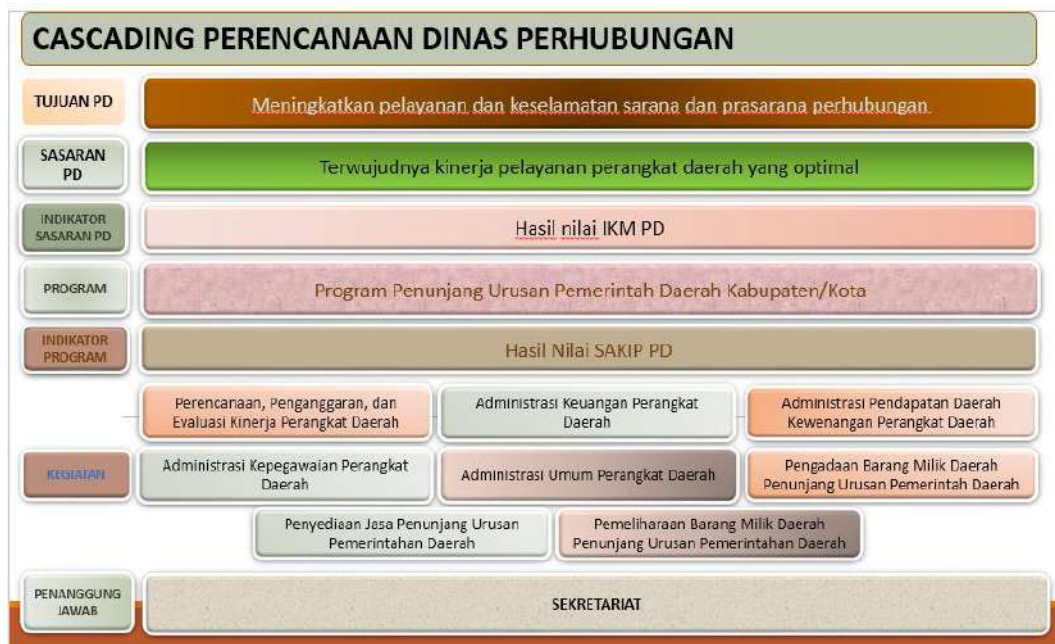 CASCADING PERENCANAAN DINAS PERHUBUNGAN
TUJUAN PD
Meningkatkan pelayanan dan keselamatan sarana dan prasarana perhubungan
SASARAN
PD
Terwujudnya kinerja pelayanan perangkat daerah yang optimal
INDIKATOR
SASARAN PD
Hasil nilai IKM PD
PROGRAM
Program Penunjang Urusan Pemerintah Daerah Kabupaten/Kota
INDIKATOR
PROGRAM
Hasil Nilai SAKIP PD
Perencanaan, Penganggaran, dan
Evaluasi Kinerja Perangkat Daerah
Administrasi Keuangan Perangkat
Daerah
Administrasi Pendapatan Daerah
Kewenangan Perangkat Daerah
KEGIATAN
Administrasi Kepegawaian Perangkat
Daerah
Administrasi Umum Perangkat Daerah
Pengadaan Barang Milik Daerah
Penunjang Urusan Pemerintah Daerah
Penyediaan Jasa Penunjang Urusan
Pemerintahan Daerah
Pemeliharaan Barang Milik Daerah
Penunjang Urusan Pemerintahan Daerah
PENANGGUNG
JAWAB
SEKRETARIAT